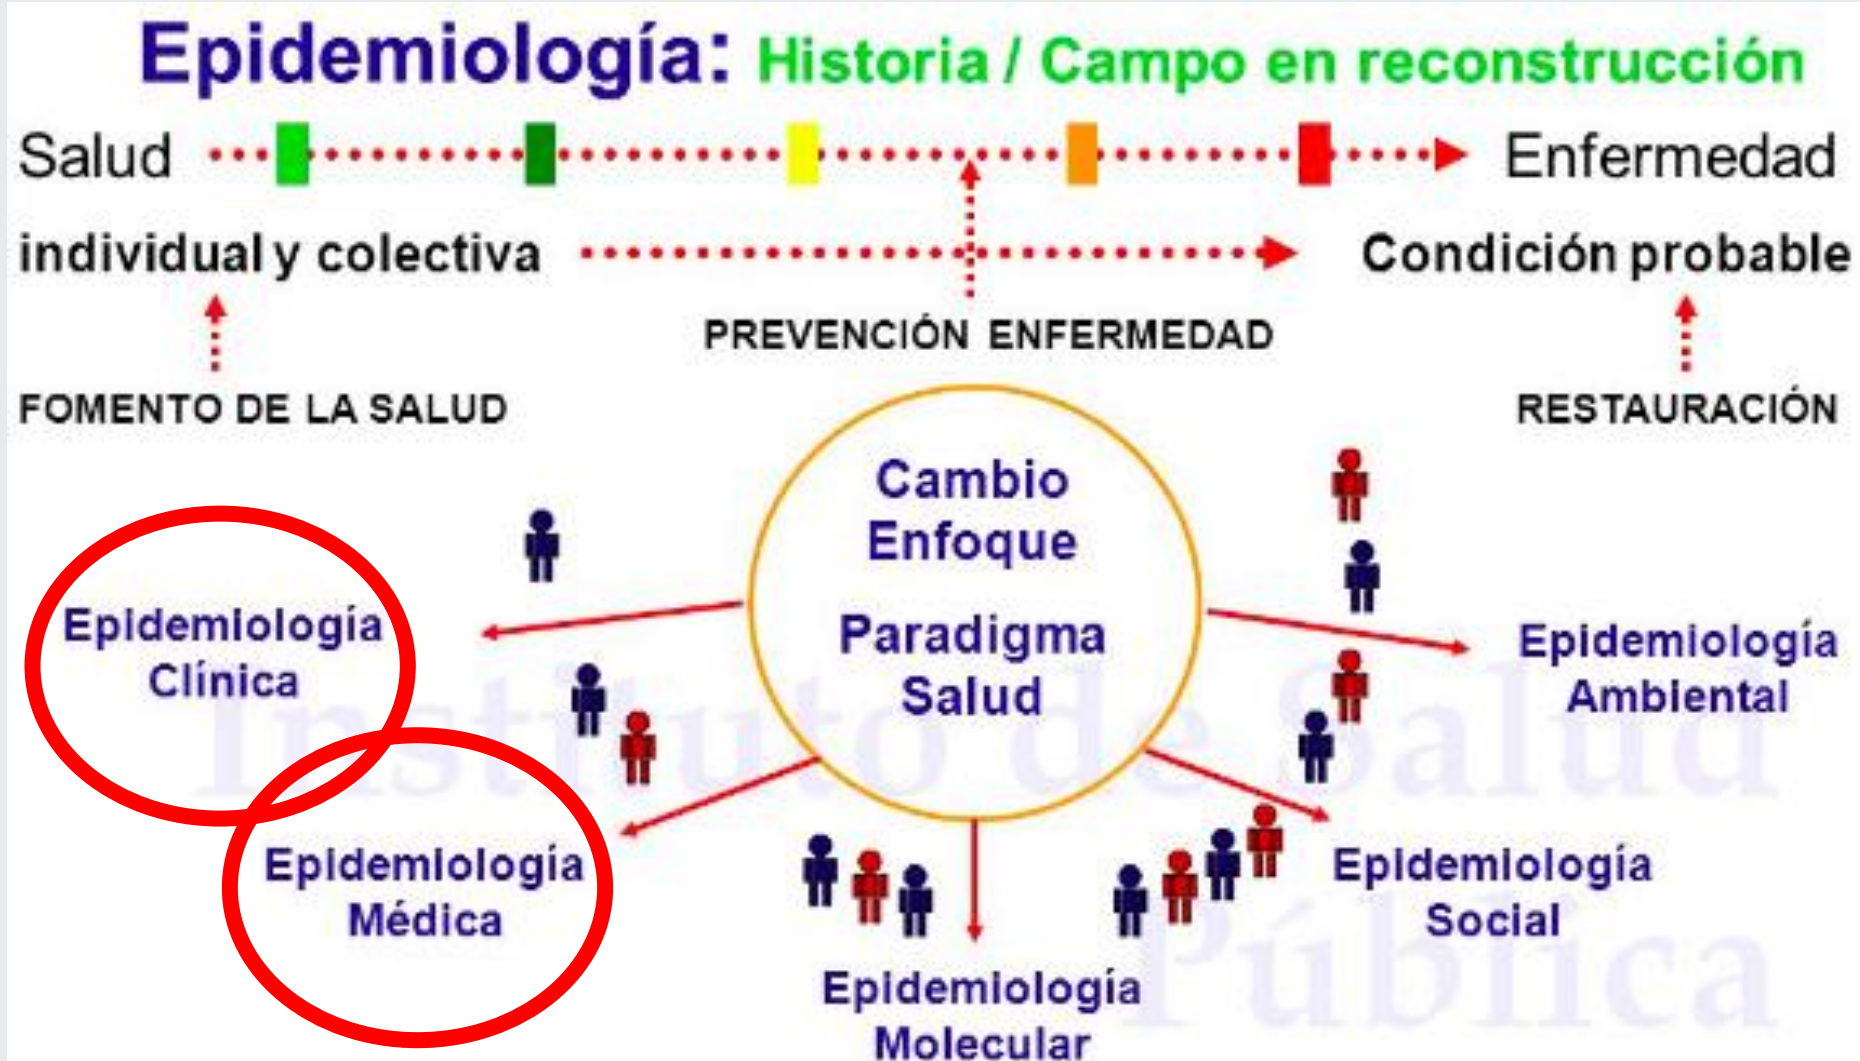 Epidemiología: Historia / Campo en reconstrucción
Salud
Enfermedad
individual y colectiva
Condición probable
PREVENCIÓN ENFERMEDAD
FOMENTO DE LA SALUD
RESTAURACIÓN
Cambio
Enfoque
Paradigma
Salud
Epidemiología
Clínica
Epidemiología
Ambiental
Epidemiología
Médica
Epidemiología
Social
Epidemiología
Molecular
Instituto de Salud
Pública